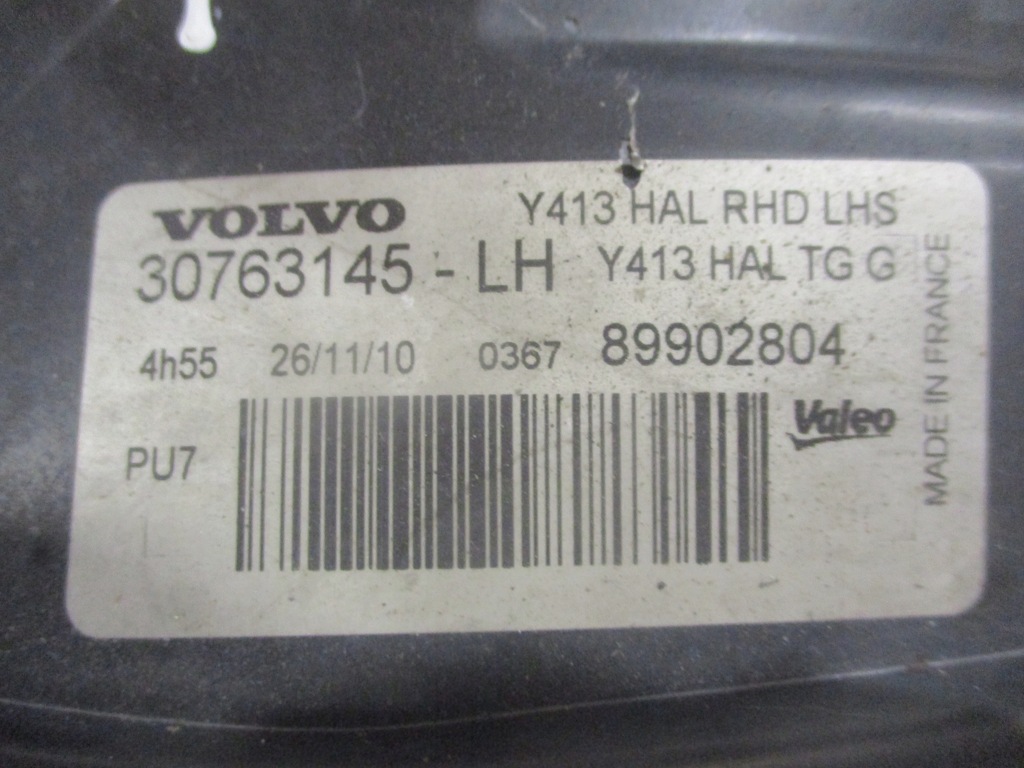 VOLVO Y413 HAL RHD LHS
30763145 - LH Y413 HAL TG G
4h55 26/11/10 0367 89902804
Valeo
PU7
MADE IN FRANCE